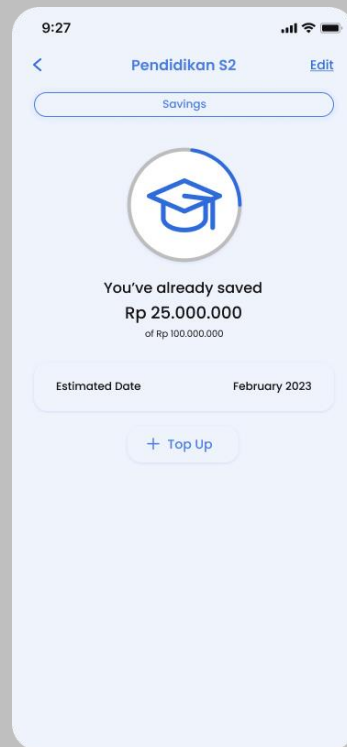 9:27
Pendidikan S2 Edit
Savings
You've already saved
Rp 25.000.000
of Rp 100.000.000
Estimated Date February 2023
+ Top Up